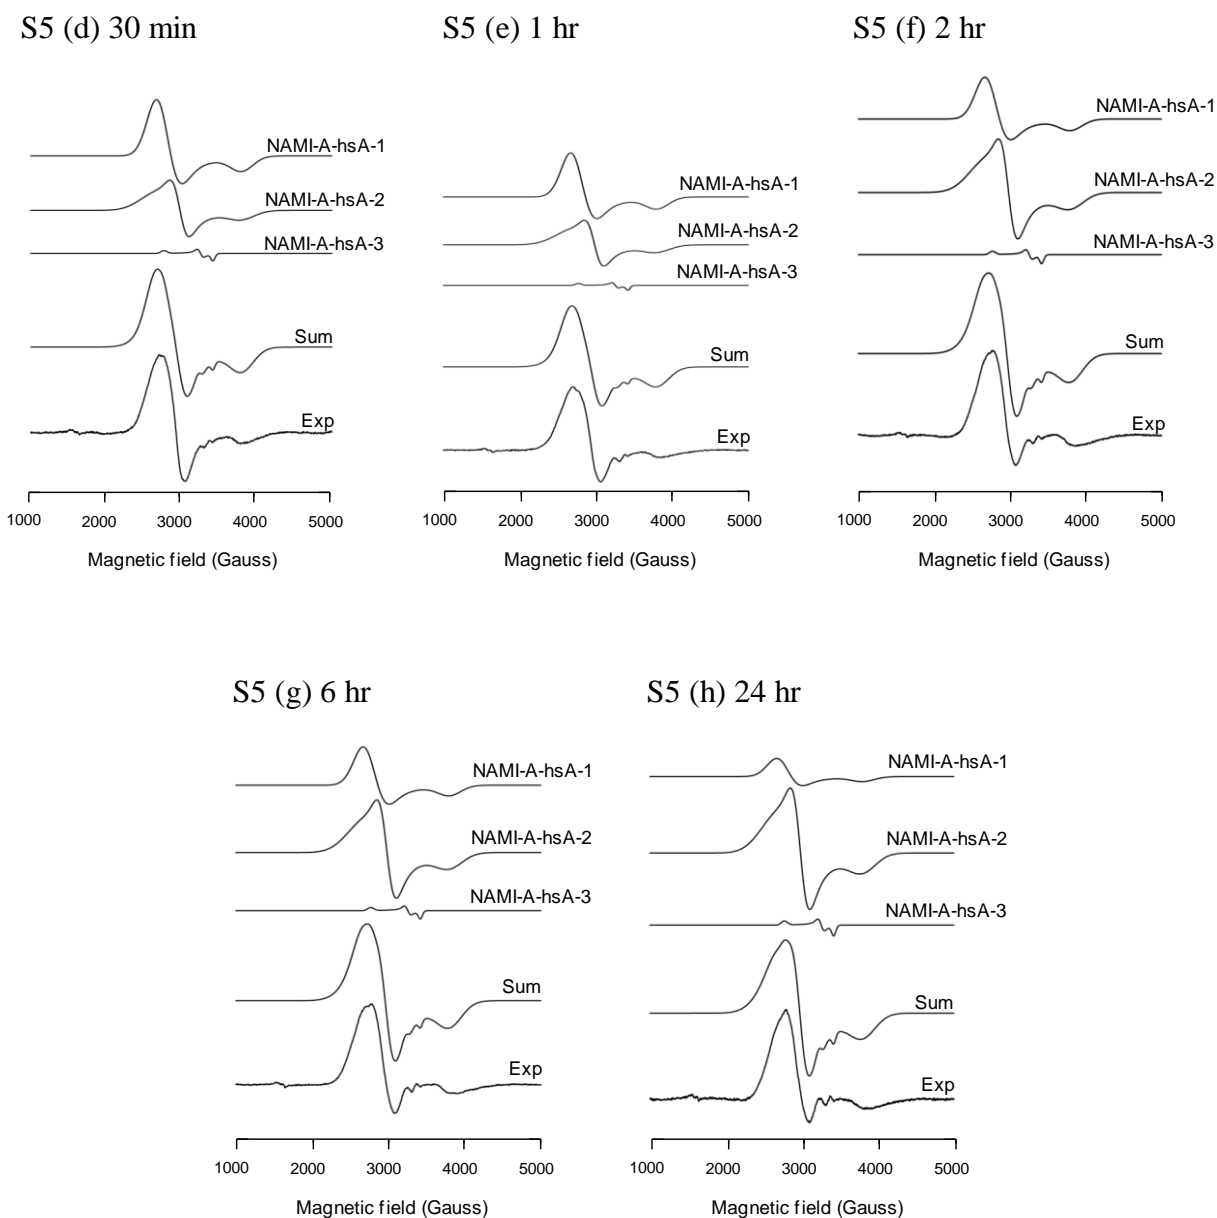 S5 (d) 30 min
NAMI-A-hsA-1
NAMI-A-hsA-2
NAMI-A-hsA-3
Sum
Exp
1000 2000 3000 4000 5000
Magnetic field (Gauss)
S5 (e) 1 hr
NAMI-A-hsA-1
NAMI-A-hsA-2
NAMI-A-hsA-3
Sum
Exp
1000 2000 3000 4000 5000
Magnetic field (Gauss)
S5 (f) 2 hr
NAMI-A-hsA-1
NAMI-A-hsA-2
NAMI-A-hsA-3
Sum
Exp
1000 2000 3000 4000 5000
Magnetic field (Gauss)
S5 (g) 6 hr
NAMI-A-hsA-1
NAMI-A-hsA-2
NAMI-A-hsA-3
Sum
Exp
1000 2000 3000 4000 5000
Magnetic field (Gauss)
S5 (h) 24 hr
NAMI-A-hsA-1
NAMI-A-hsA-2
NAMI-A-hsA-3
Sum
Exp
1000 2000 3000 4000 5000
Magnetic field (Gauss)